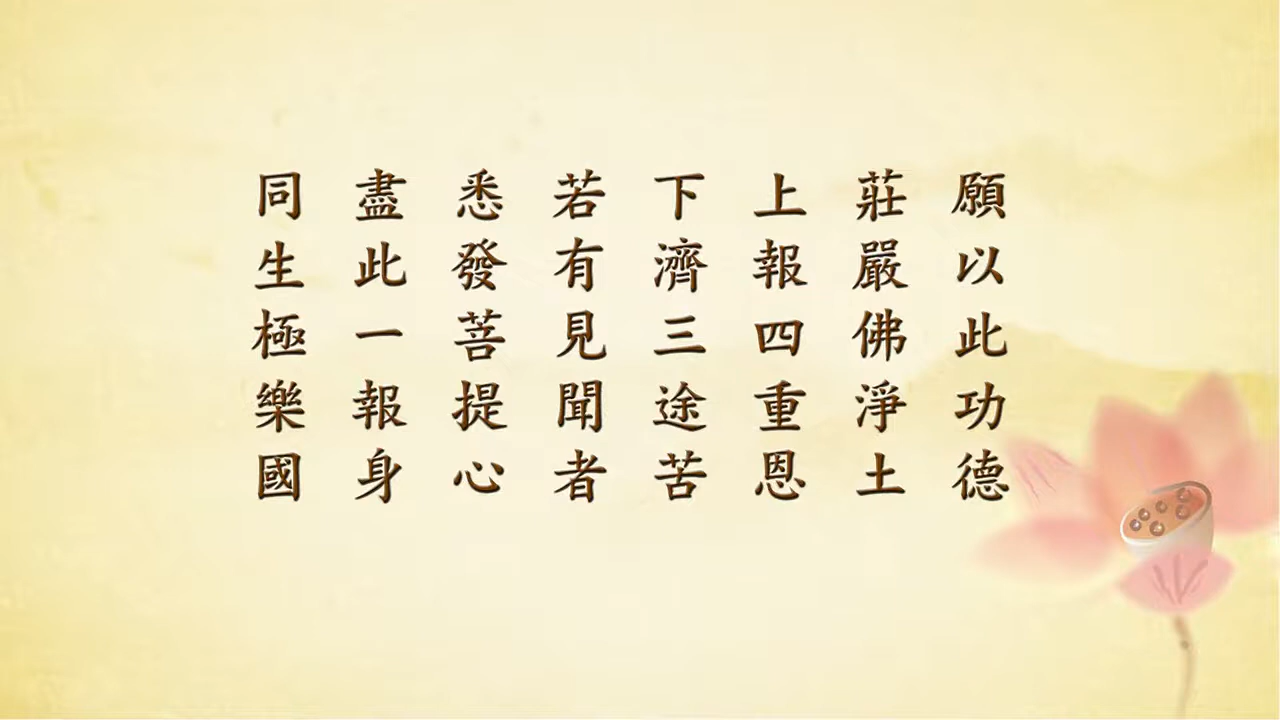 願以此功德
莊嚴佛淨土
上報四重恩
下濟三途苦
若有見聞者
悉發菩提心
盡此一報身
同生極樂國